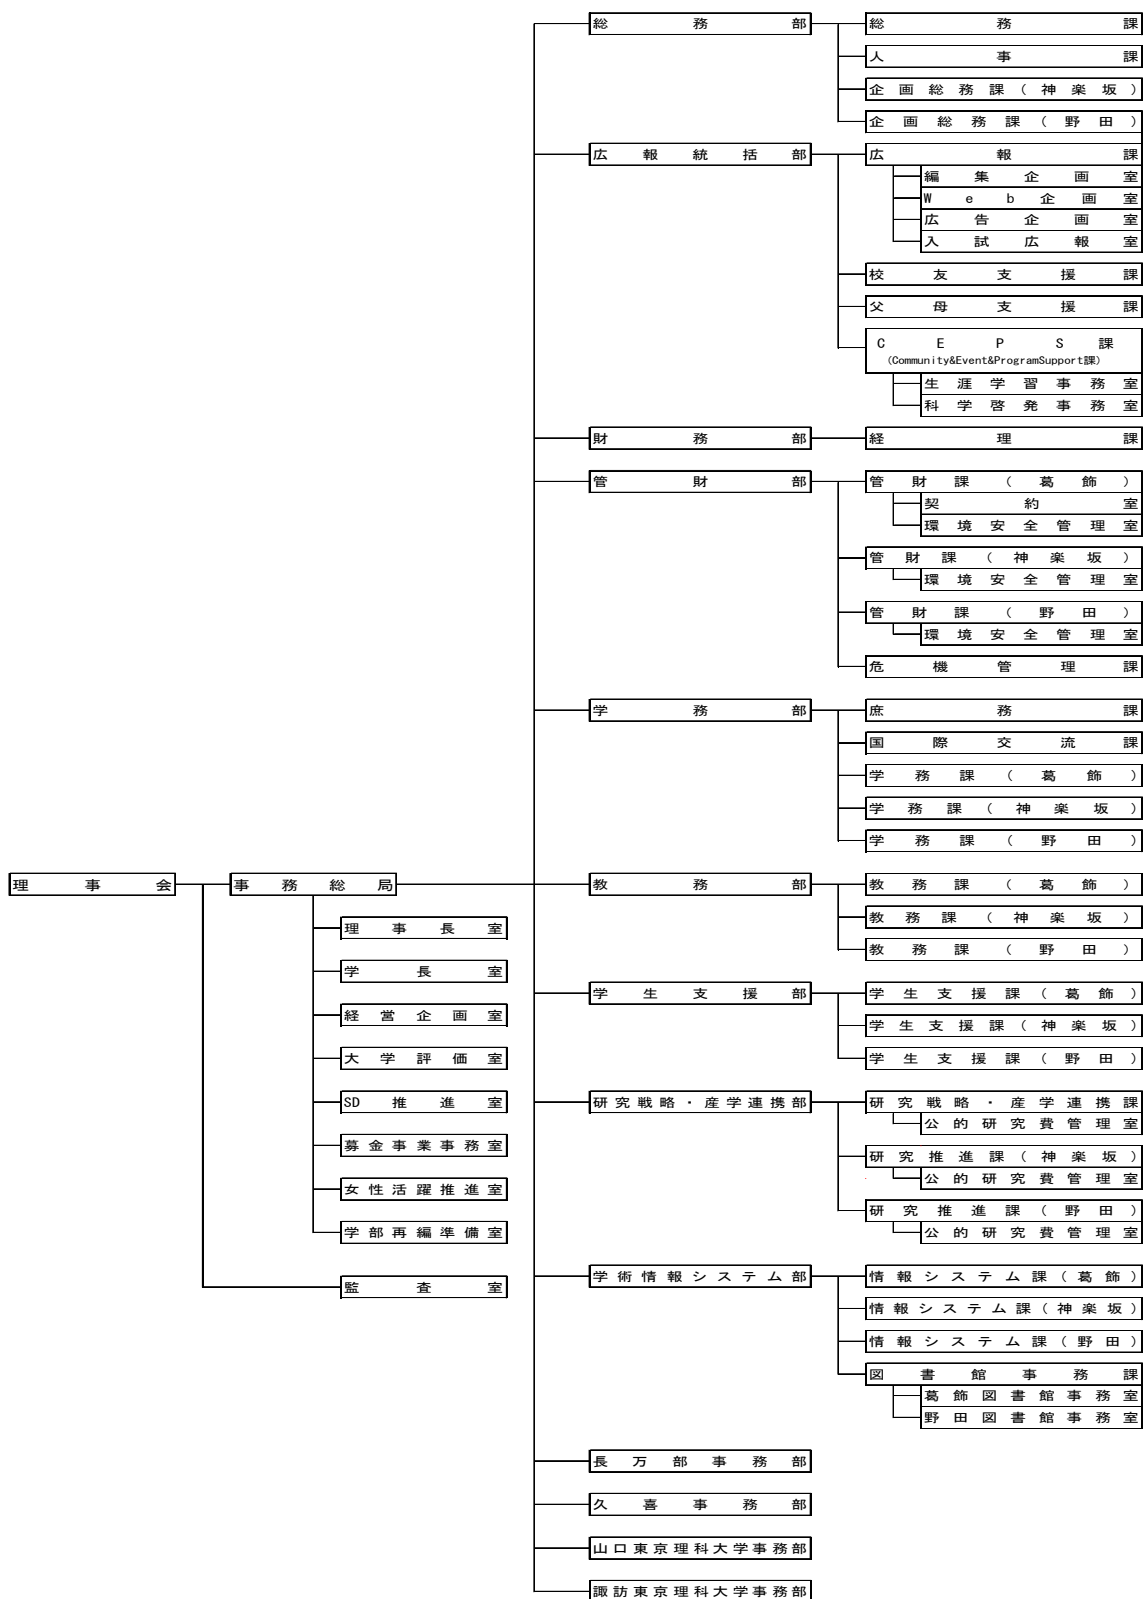 総務部
総務課
人事課
企画総務課(神楽坂)
企画総務課(野田)
広報統括部
広報課
編集企画室
Web企画室
広告企画室
入試広報室
校友支援課
父母支援課
CEPS課
(Community&Event&ProgramSupport課)
生涯学習事務室
科学啓発事務室
財務部
経理課
管財部
管財課(葛飾)
契約室
環境安全管理室
管財課(神楽坂)
環境安全管理室
管財課(野田)
環境安全管理室
危機管理課
学務部
庶務課
国際交流課
学務課(葛飾)
学務課(神楽坂)
学務課(野田)
理事会
事務総局
教務部
教務課(葛飾)
教務課(神楽坂)
教務課(野田)
理事長室
学長室
経営企画室
大学評価室
SD推進室
募金事業事務室
女性活躍推進室
学部再編準備室
監査室
学生支援部
学生支援課(葛飾)
学生支援課(神楽坂)
学生支援課(野田)
研究戦略・産学連携部
研究戦略・産学連携課
公的研究費管理室
研究推進課(神楽坂)
公的研究費管理室
研究推進課(野田)
公的研究費管理室
学術情報システム部
情報システム課(葛飾)
情報システム課(神楽坂)
情報システム課(野田)
図書館事務課
葛飾図書館事務室
野田図書館事務室
長万部事務部
久喜事務部
山口東京理科大学事務部
諏訪東京理科大学事務部